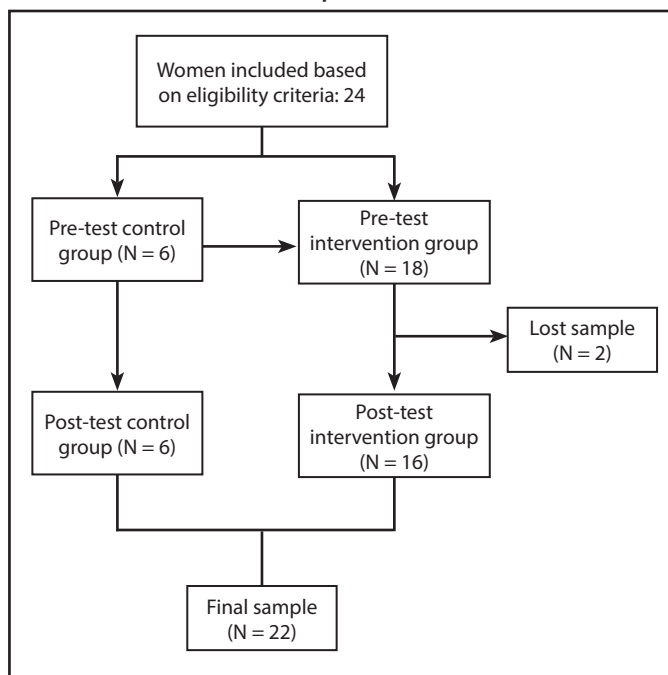 Women included based
on eligibility criteria: 24
Pre-test control
group (N = 6)
Pre-test
intervention group
(N = 18)
Lost sample
(N = 2)
Post-test control
group (N = 6)
Post-test
intervention group
(N = 16)
Final sample
(N = 22)